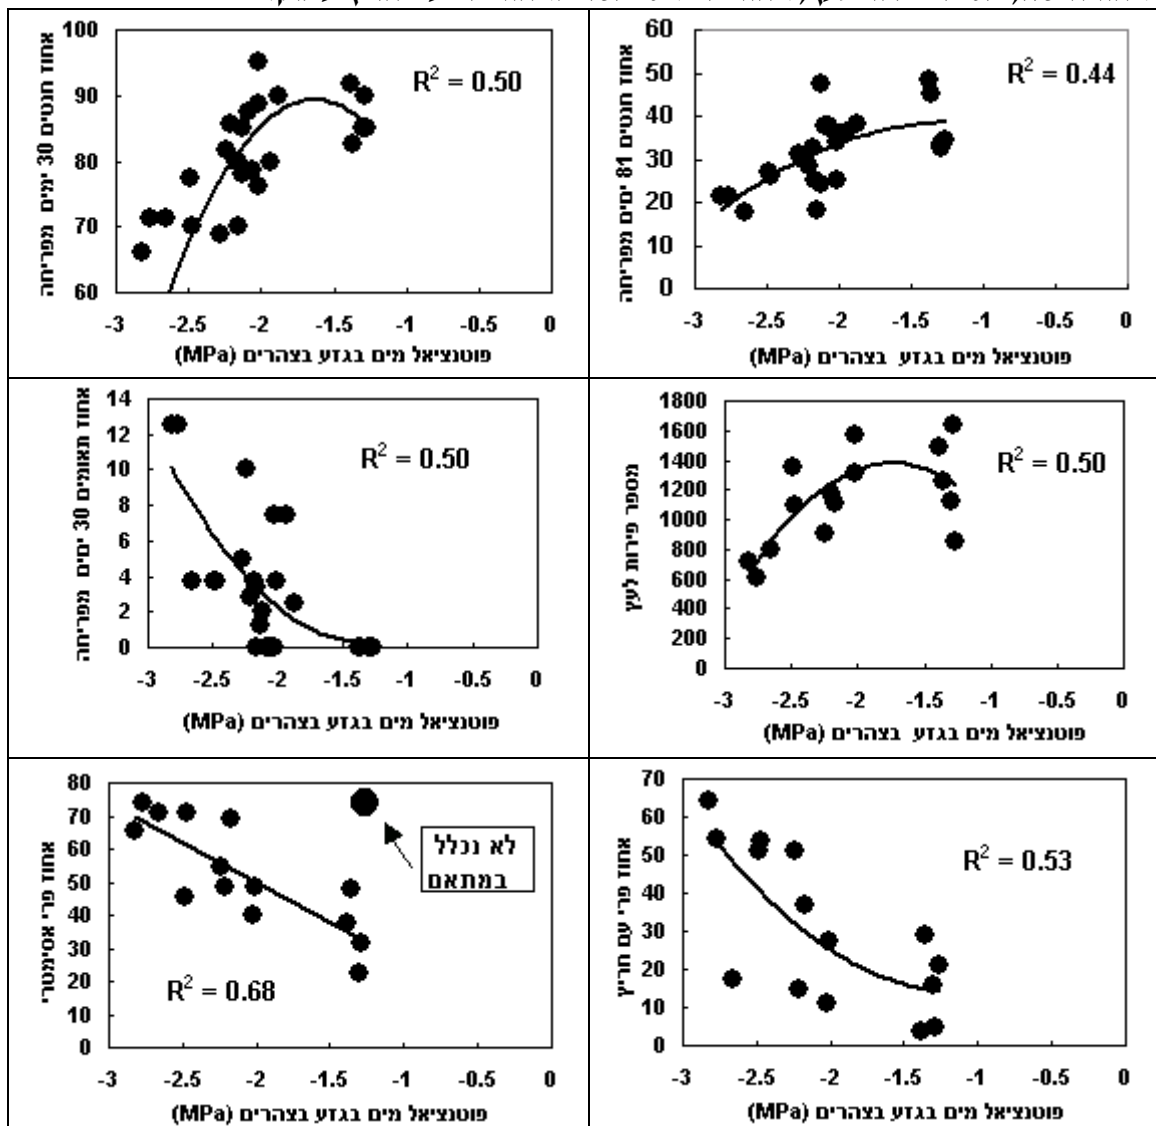 אחוז חנטים 30 ימים מפריחה
100
90
80
70
60
R² = 0.50
-3 -2.5 -2 -1.5 -1 -0.5 0
פוטנציאל מים בגזע בצהרים (MPa)
אחוז חנטים 81 ימים מפריחה
60
50
40
30
20
10
0
R² = 0.44
-3 -2.5 -2 -1.5 -1 -0.5 0
פוטנציאל מים בגזע בצהרים (MPa)
אחוז תאומים 30 ימים מפריחה
14
12
10
8
6
4
2
0
R² = 0.50
-3 -2.5 -2 -1.5 -1 -0.5 0
פוטנציאל מים בגזע בצהרים (MPa)
מספר פירות לעץ
1800
1600
1400
1200
1000
800
600
400
200
0
R² = 0.50
-3 -2.5 -2 -1.5 -1 -0.5 0
פוטנציאל מים בגזע בצהרים (MPa)
אחוז פרי אסימטרי
80
70
60
50
40
30
20
10
0
לא נכלל
במתאם
R² = 0.68
-3 -2.5 -2 -1.5 -1 -0.5 0
פוטנציאל מים בגזע בצהרים (MPa)
אחוז פרי עם חריץ
70
60
50
40
30
20
10
0
R² = 0.53
-3 -2.5 -2 -1.5 -1 -0.5 0
פוטנציאל מים בגזע בצהרים (MPa)